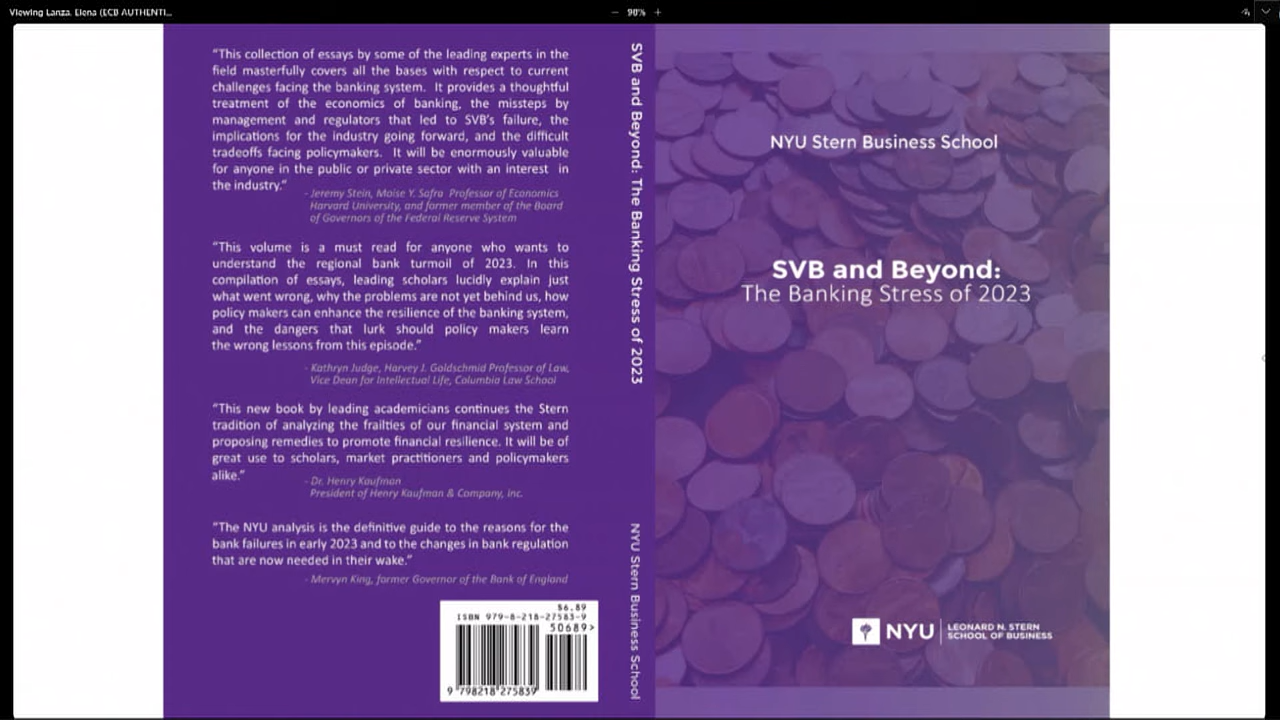 Viewing Lanza, Elena (ECB AUTHENTI...
90%
"This collection of essays by some of the leading experts in the
field masterfully covers all the bases with respect to current
challenges facing the banking system. It provides a thoughtful
treatment of the economics of banking, the missteps by
management and regulators that led to SVB's failure, the
implications for the industry going forward, and the difficult
tradeoffs facing policymakers. It will be enormously valuable
for anyone in the public or private sector with an interest in
the industry."
- Jeremy Stein, Moise Y. Safra Professor of Economics
Harvard University, and former member of the Board
of Governors of the Federal Reserve System
"This volume is a must read for anyone who wants to
understand the regional bank turmoil of 2023. In this
compilation of essays, leading scholars lucidly explain just
what went wrong, why the problems are not yet behind us, how
policy makers can enhance the resilience of the banking system,
and the dangers that lurk should policy makers learn
the wrong lessons from this episode."
- Kathryn Judge, Harvey J. Goldschmid Professor of Law,
Vice Dean for Intellectual Life, Columbia Law School
"This new book by leading academicians continues the Stern
tradition of analyzing the frailties of our financial system and
proposing remedies to promote financial resilience. It will be of
great use to scholars, market practitioners and policymakers
alike."
- Dr. Henry Kaufman
President of Henry Kaufman & Company, Inc.
"The NYU analysis is the definitive guide to the reasons for the
bank failures in early 2023 and to the changes in bank regulation
that are now needed in their wake."
- Mervyn King, former Governor of the Bank of England
$6.89
ISBN 979-8-218-27583-9
50689>
9 798218 275839
SVB and Beyond: The Banking Stress of 2023
NYU Stern Business School
NYU Stern Business School
SVB and Beyond:
The Banking Stress of 2023
NYU
LEONARD N. STERN
SCHOOL OF BUSINESS